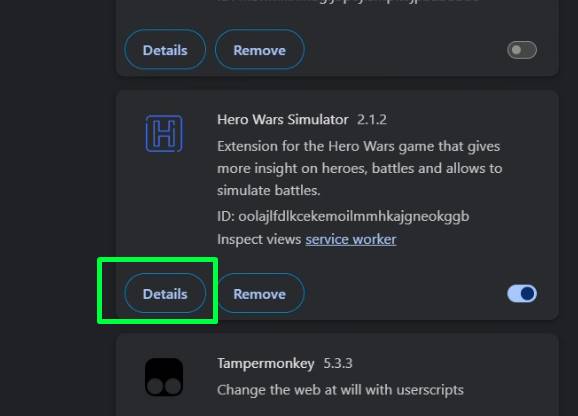 Details Remove
Hero Wars Simulator 2.1.2
Extension for the Hero Wars game that gives
more insight on heroes, battles and allows to
simulate battles.
ID: oolajlfdlkcekemoilmmhkajgneokggb
Inspect views service worker
Details Remove
Tampermonkey 5.3.3
Change the web at will with userscripts